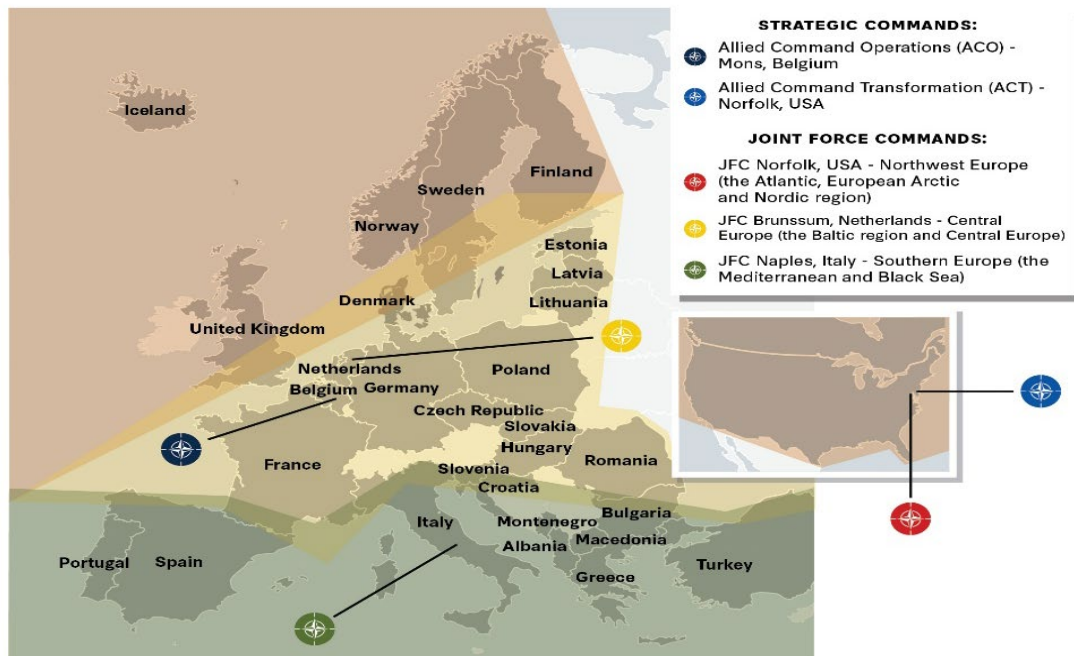 STRATEGIC COMMANDS:
Allied Command Operations (ACO) -
Mons, Belgium
Allied Command Transformation (ACT) -
Norfolk, USA
JOINT FORCE COMMANDS:
JFC Norfolk, USA - Northwest Europe
(the Atlantic, European Arctic
and Nordic region)
JFC Brunssum, Netherlands - Central
Europe (the Baltic region and Central Europe)
JFC Naples, Italy - Southern Europe (the
Mediterranean and Black Sea)
Iceland
Finland
Sweden
Norway
Estonia
Latvia
Denmark
Lithuania
United Kingdom
Netherlands
Poland
Belgium
Germany
Czech Republic
Slovakia
Hungary
France
Romania
Slovenia
Croatia
Bulgaria
Italy
Montenegro
Macedonia
Albania
Portugal
Spain
Turkey
Greece